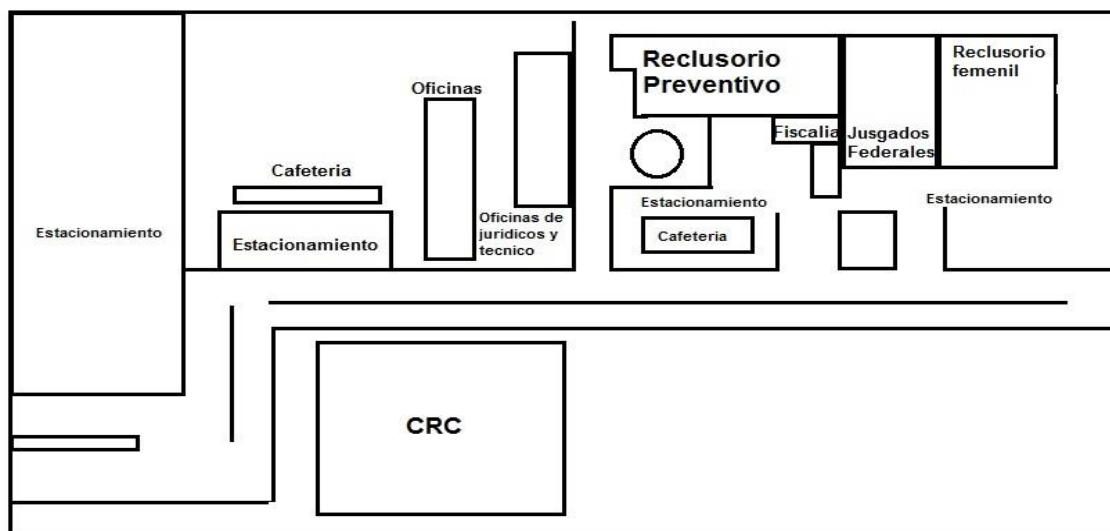 Reclusorio
Preventivo
Reclusorio
femenil
Oficinas
Fiscalia
Jusgados
Federales
Cafeteria
Estacionamiento
Estacionamiento
Oficinas de
juridicos y
tecnico
Estacionamiento
Cafeteria
Estacionamiento
CRC